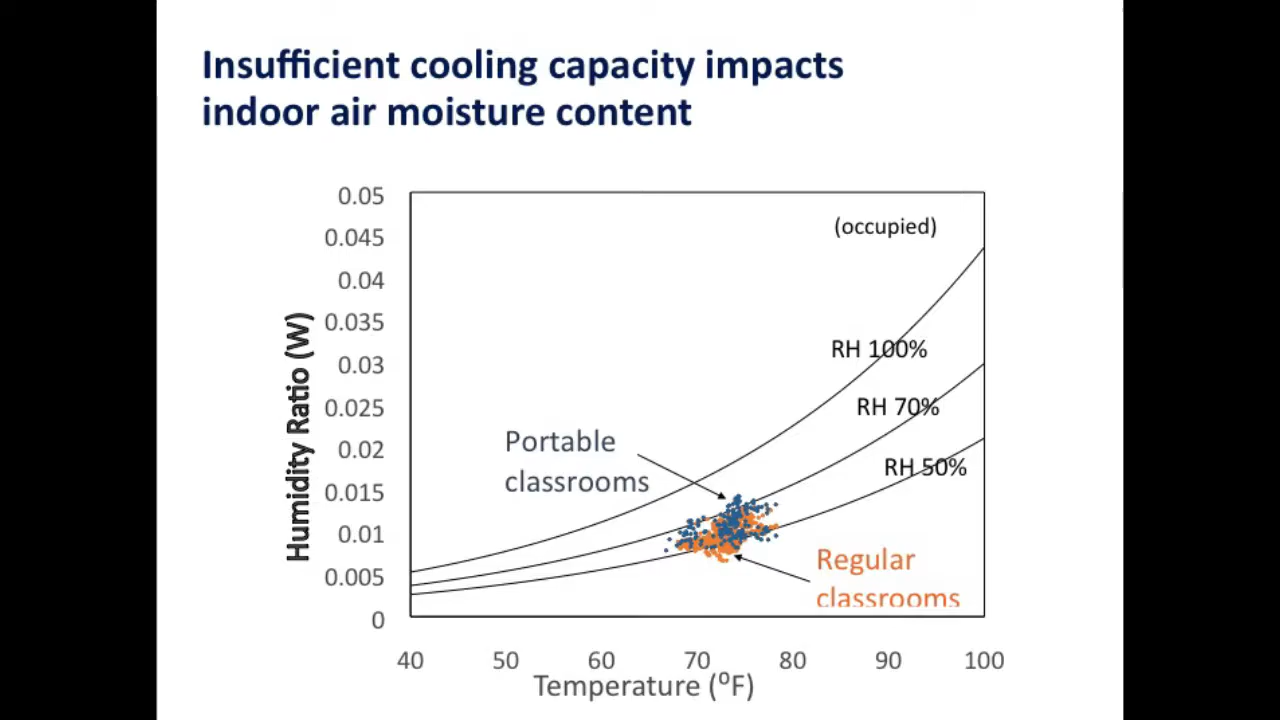 Insufficient cooling capacity impacts
indoor air moisture content
0.05
(occupied)
0.045
0.04
0.035
RH 100%
0.03
0.025
RH 70%
Portable
classrooms
0.02
RH 50%
0.015
0.01
Regular
classrooms
0.005
0
Humidity Ratio (W)
40 50 60 70 80 90 100
Temperature (⁰F)